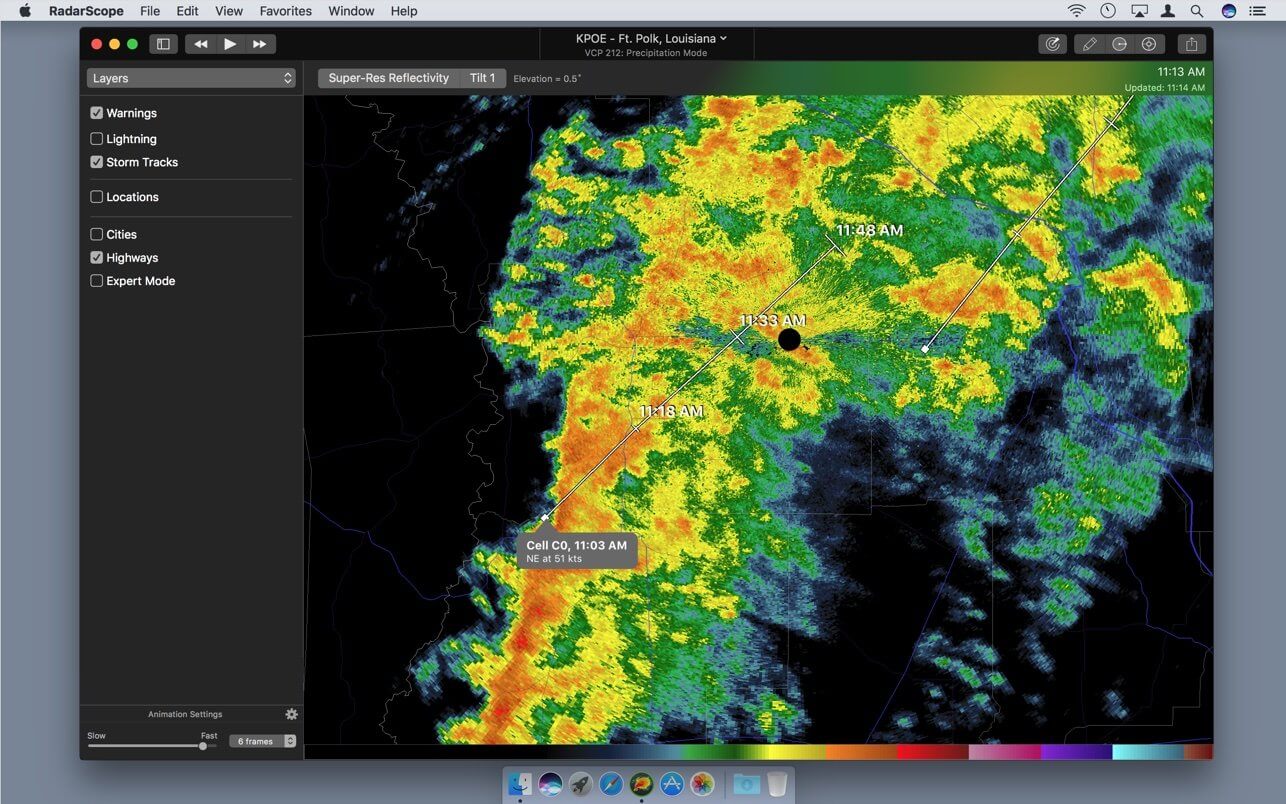 RadarScope File Edit View Favorites Window Help
KPOE - Ft. Polk, Louisiana
VCP 212: Precipitation Mode
Layers
Super-Res Reflectivity Tilt 1 Elevation = 0.5°
11:13 AM
Updated: 11:14 AM
Warnings
Lightning
Storm Tracks
Locations
Cities
Highways
Expert Mode
11:48 AM
11:33 AM
11:18 AM
Cell C0, 11:03 AM
NE at 51 kts
Animation Settings
Slow Fast
6 frames